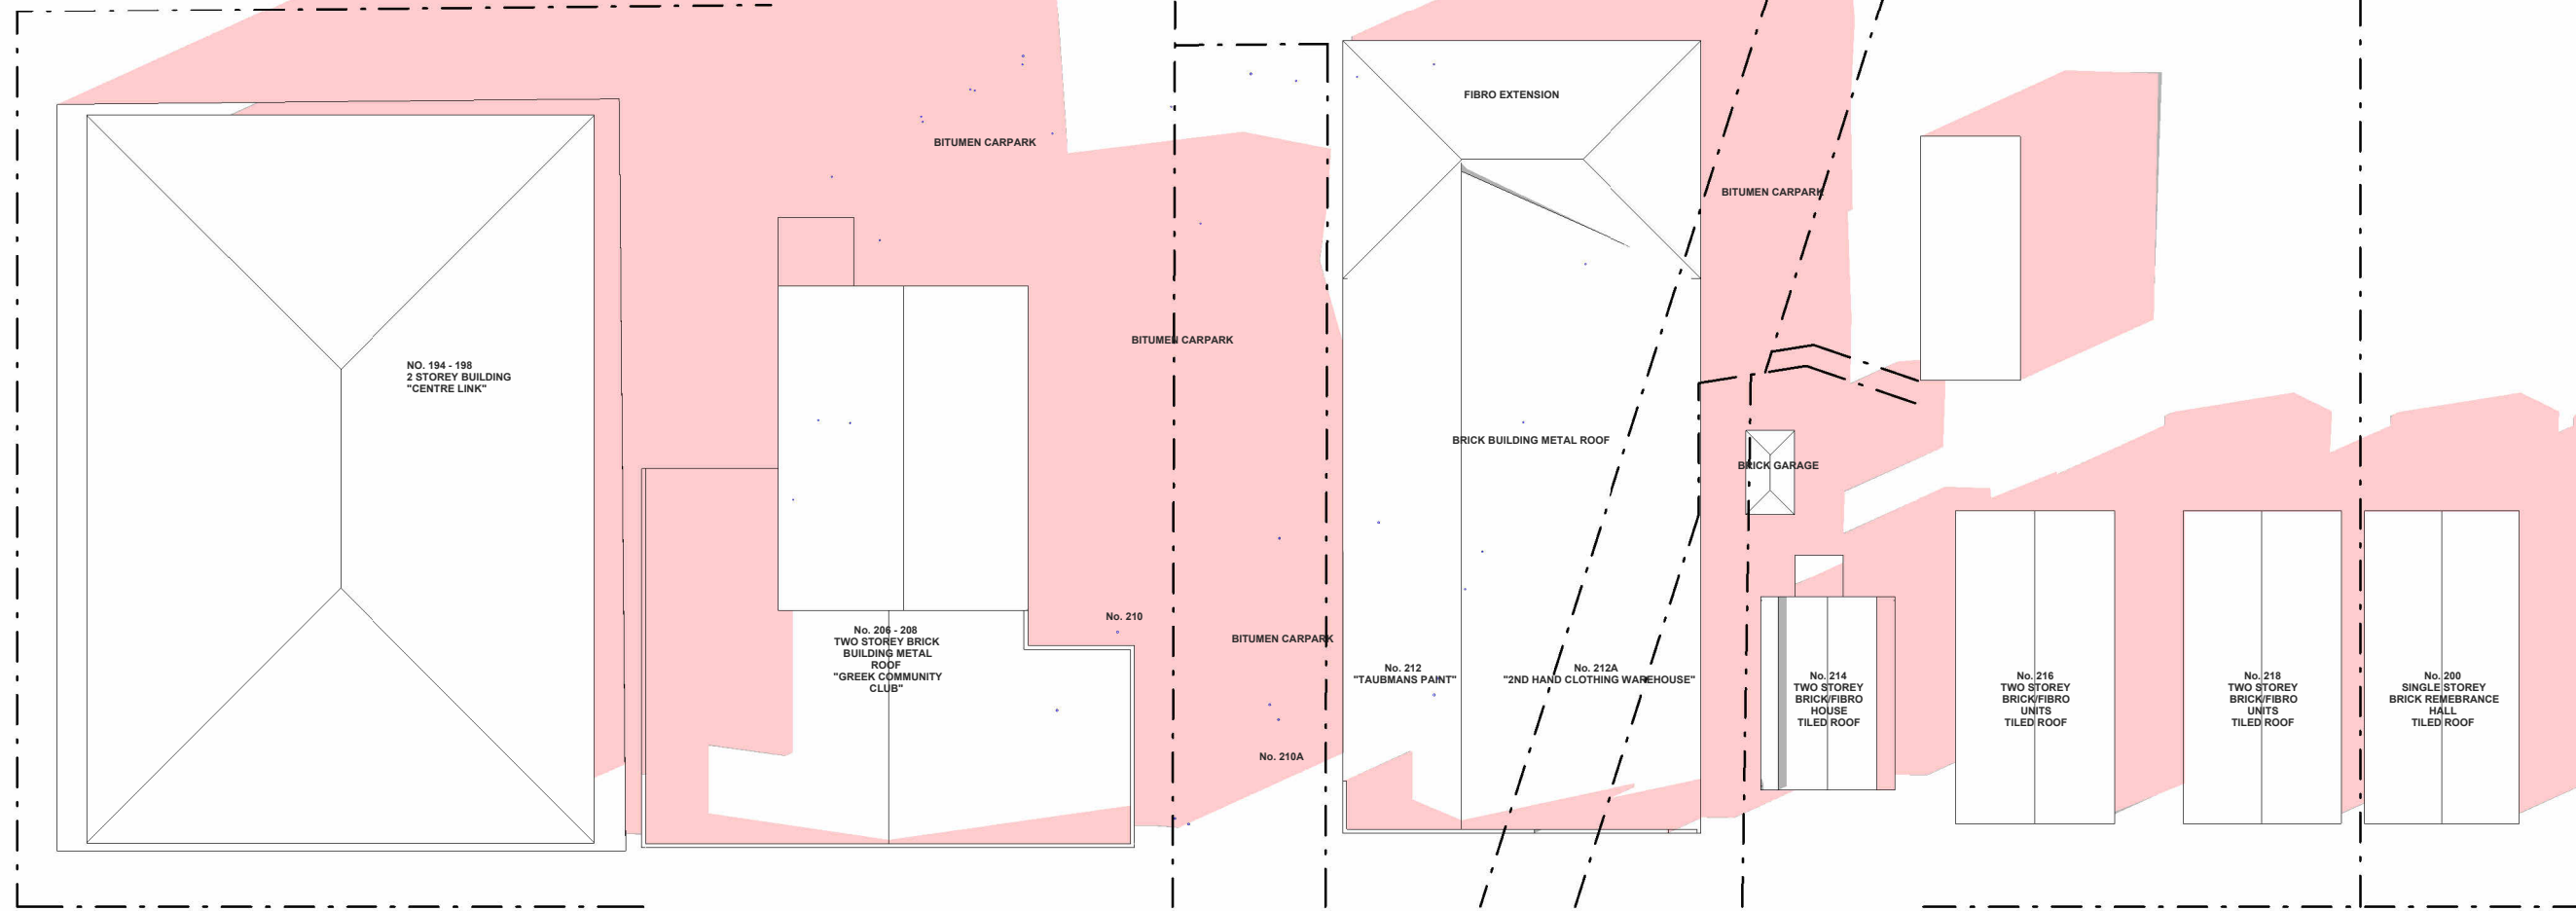 FIBRO EXTENSION
BITUMEN CARPARK
BITUMEN CARPARK
BITUMEN CARPARK
NO. 194 - 198
2 STOREY BUILDING
"CENTRE LINK"
BRICK BUILDING METAL ROOF
BRICK GARAGE
No. 210
No. 206 - 208
TWO STOREY BRICK
BUILDING METAL
ROOF
"GREEK COMMUNITY
CLUB"
BITUMEN CARPARK
No. 212
"TAUBMANS PAINT"
No. 212A
"2ND HAND CLOTHING WAREHOUSE"
No. 214
TWO STOREY
BRICK/FIBRO
HOUSE
TILED ROOF
No. 216
TWO STOREY
BRICK/FIBRO
UNITS
TILED ROOF
No. 218
TWO STOREY
BRICK/FIBRO
UNITS
TILED ROOF
No. 200
SINGLE STOREY
BRICK REMEBRANCE
HALL
TILED ROOF
No. 210A